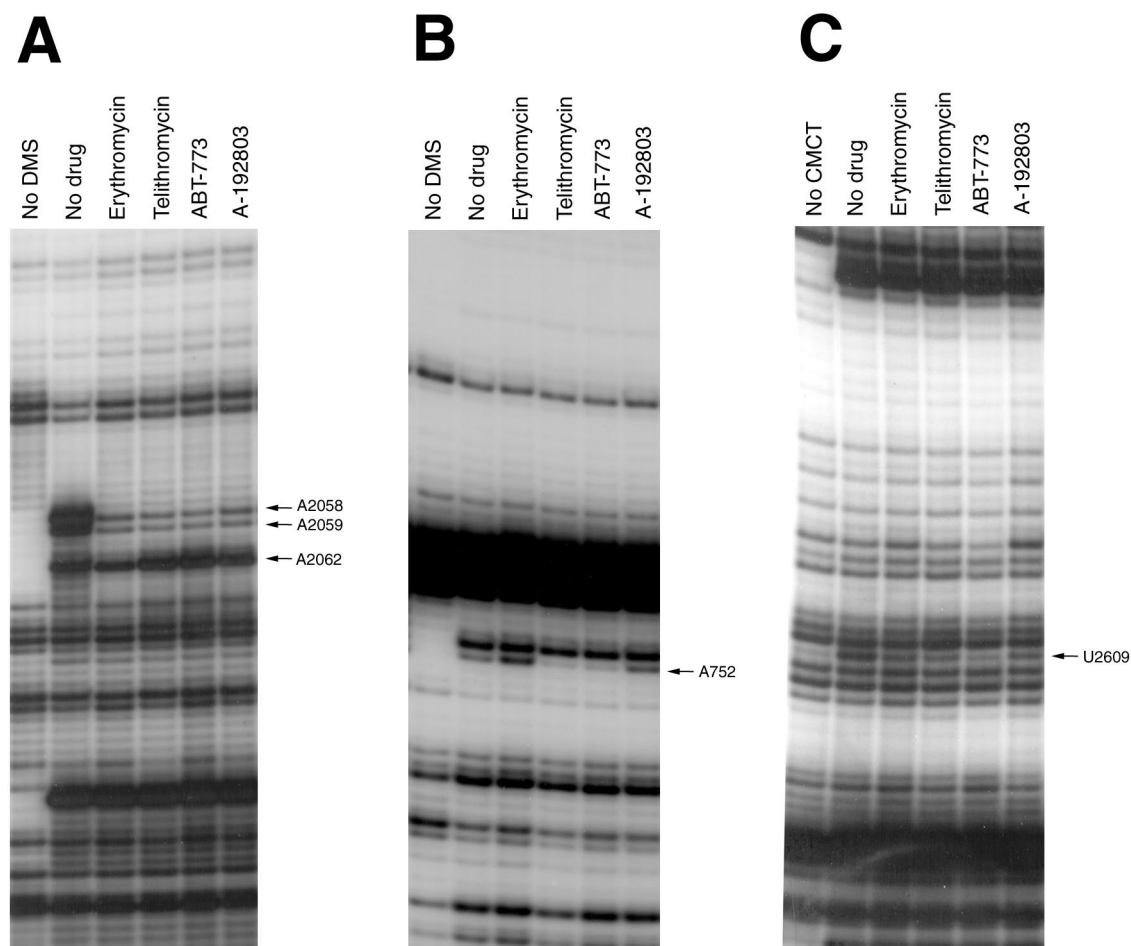 A
No DMS
No drug
Erythromycin
Telithromycin
ABT-773
A-192803
A2058
A2059
A2062
B
No DMS
No drug
Erythromycin
Telithromycin
ABT-773
A-192803
A752
C
No CMCT
No drug
Erythromycin
Telithromycin
ABT-773
A-192803
U2609